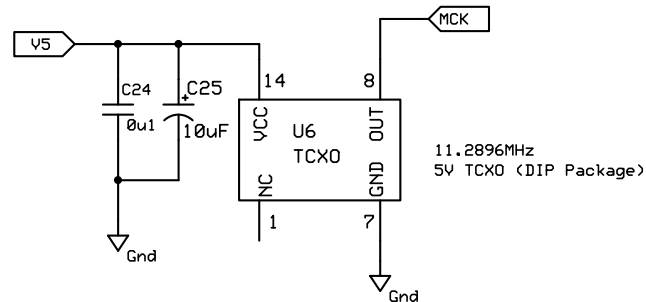 MCK
V5
C24
0u1
C25
+
10uF
14
8
VCC
OUT
U6
TCXO
NC
GND
1
7
11.2896MHz
5V TCXO (DIP Package)
Gnd
Gnd